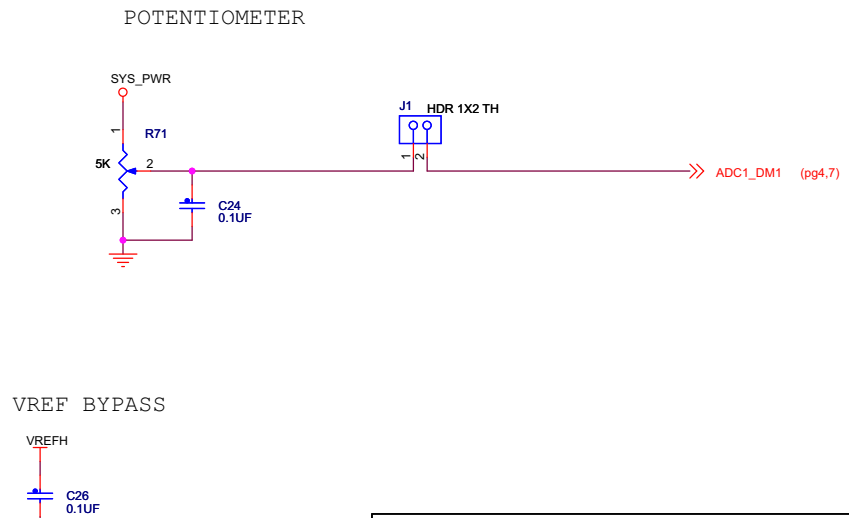 POTENTIOMETER
SYS_PWR
J1 HDR 1X2 TH
1 R71
5K 2
1 2
ADC1_DM1 (pg4,7)
3 C24
0.1UF
VREF BYPASS
VREFH
C26
0.1UF